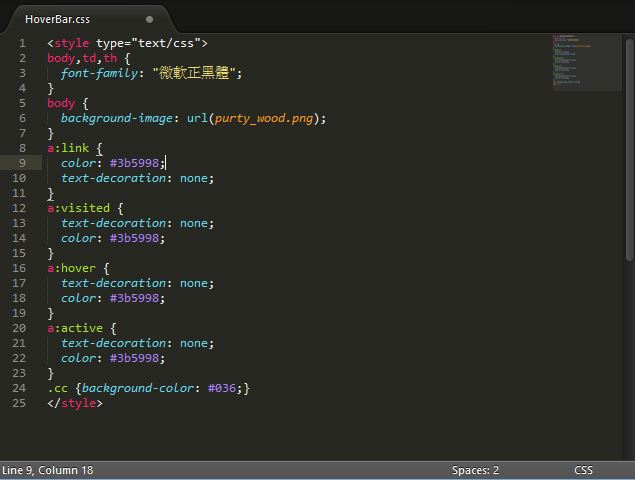 HoverBar.css
1 <style type="text/css">
2 body,td,th {
3 font-family: "微軟正黑體";
4 }
5 body {
6 background-image: url(purty_wood.png);
7 }
8 a:link {
9 color: #3b5998;
10 text-decoration: none;
11 }
12 a:visited {
13 text-decoration: none;
14 color: #3b5998;
15 }
16 a:hover {
17 text-decoration: none;
18 color: #3b5998;
19 }
20 a:active {
21 text-decoration: none;
22 color: #3b5998;
23 }
24 .cc {background-color: #036;}
25 </style>
Line 9, Column 18 Spaces: 2 CSS